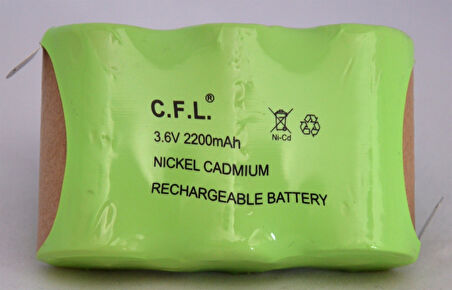 C.F.L.®
3.6V 2200mAh
Ni-Cd
NICKEL CADMIUM
RECHARGEABLE BATTERY